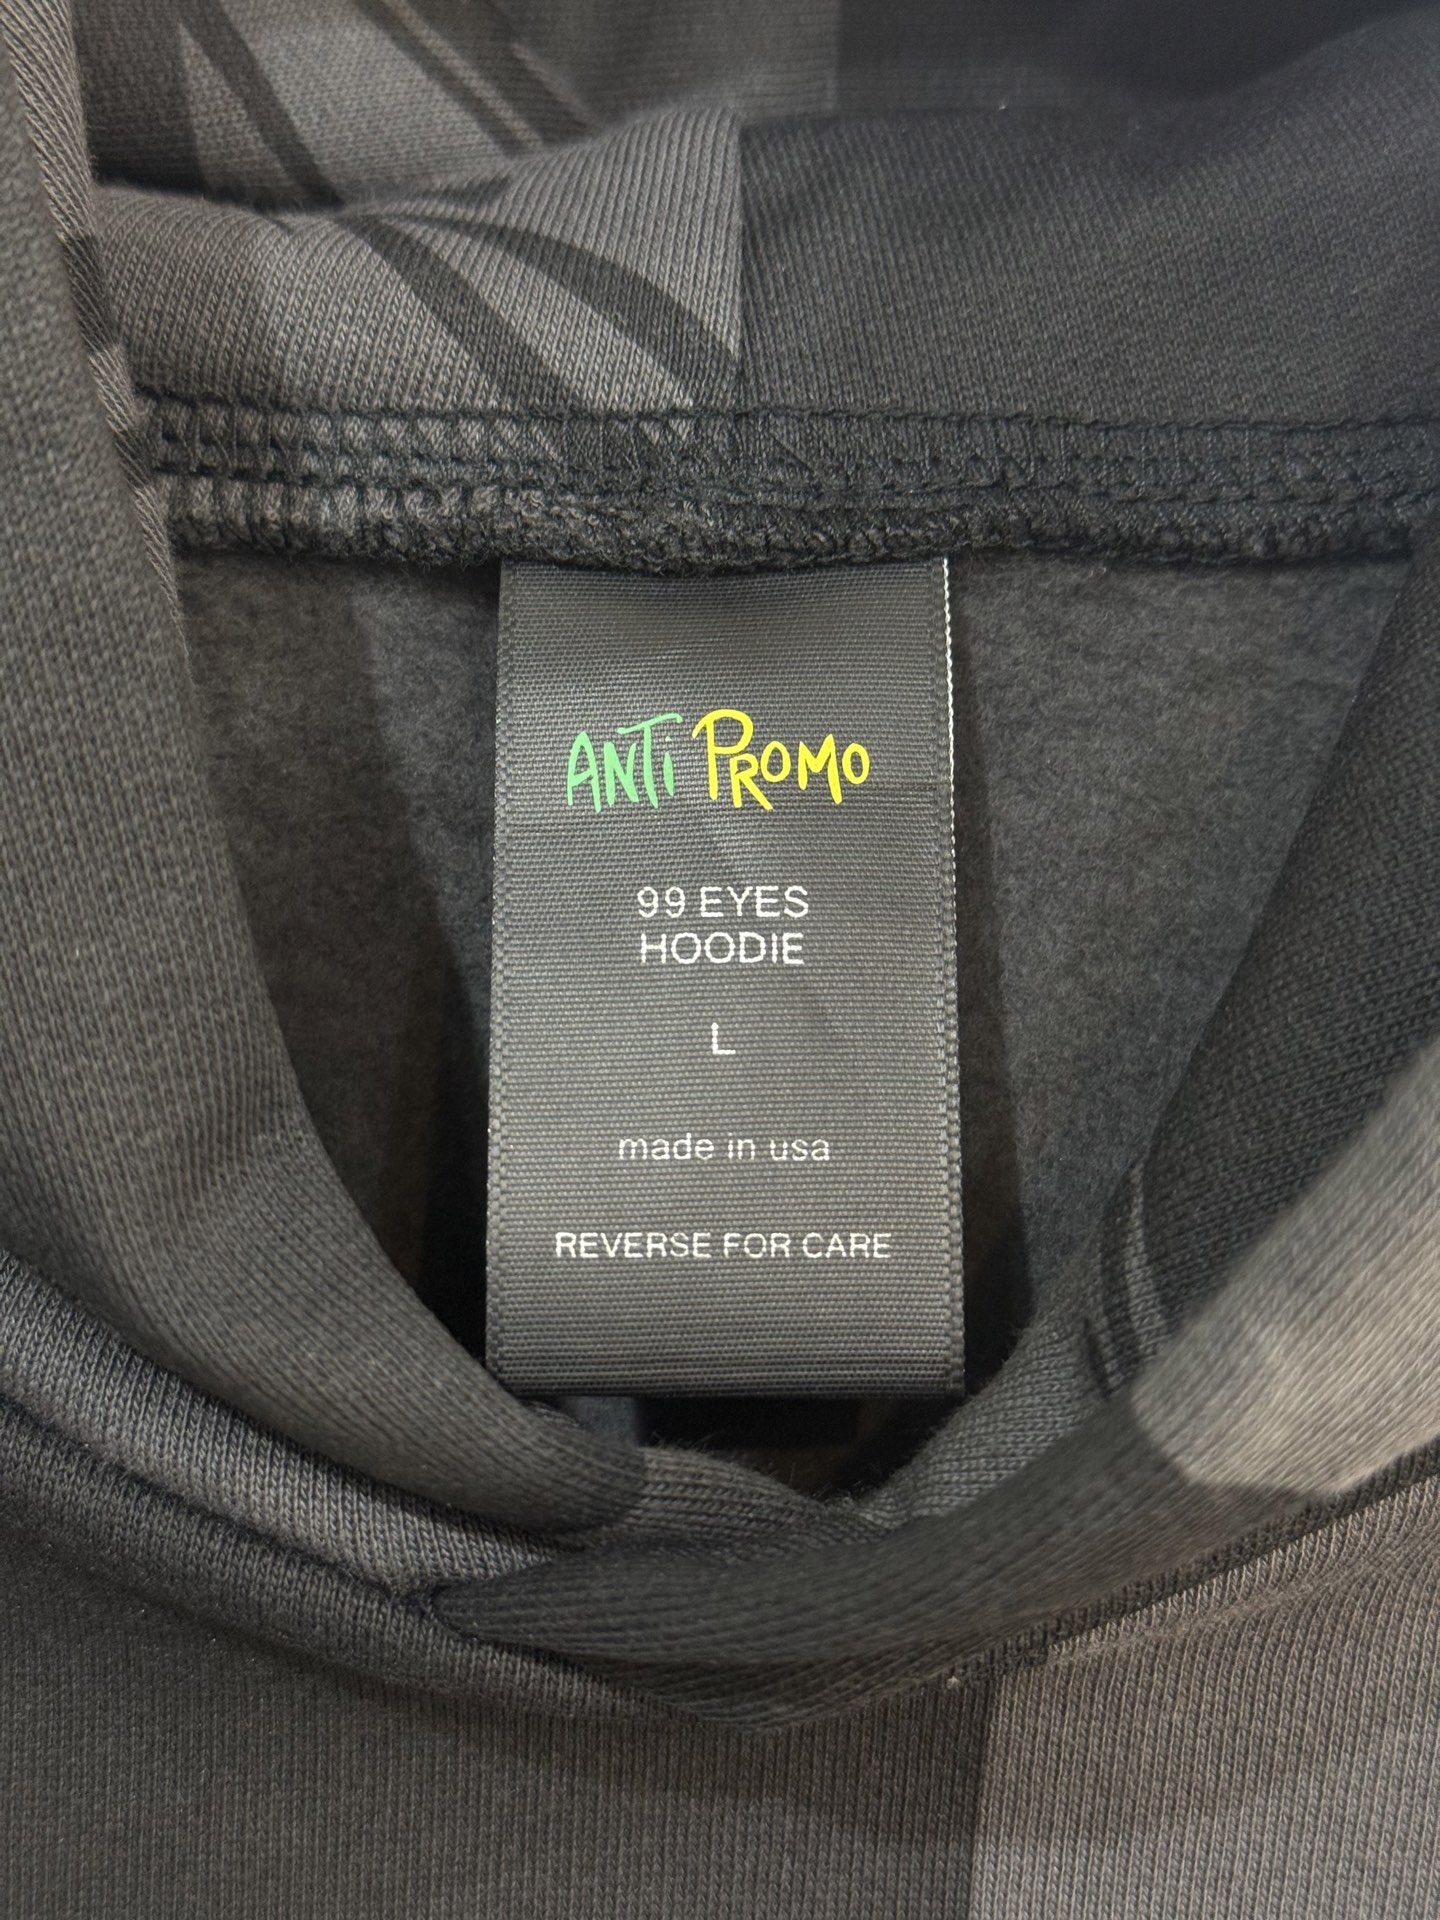 ANTi PROMO
99 EYES
HOODIE
L
made in usa
REVERSE FOR CARE